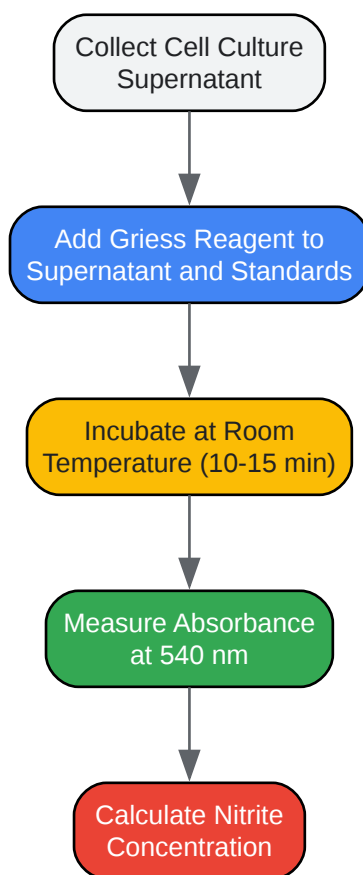 Collect Cell Culture
Supernatant
Add Griess Reagent to
Supernatant and Standards
Incubate at Room
Temperature (10-15 min)
Measure Absorbance
at 540 nm
Calculate Nitrite
Concentration